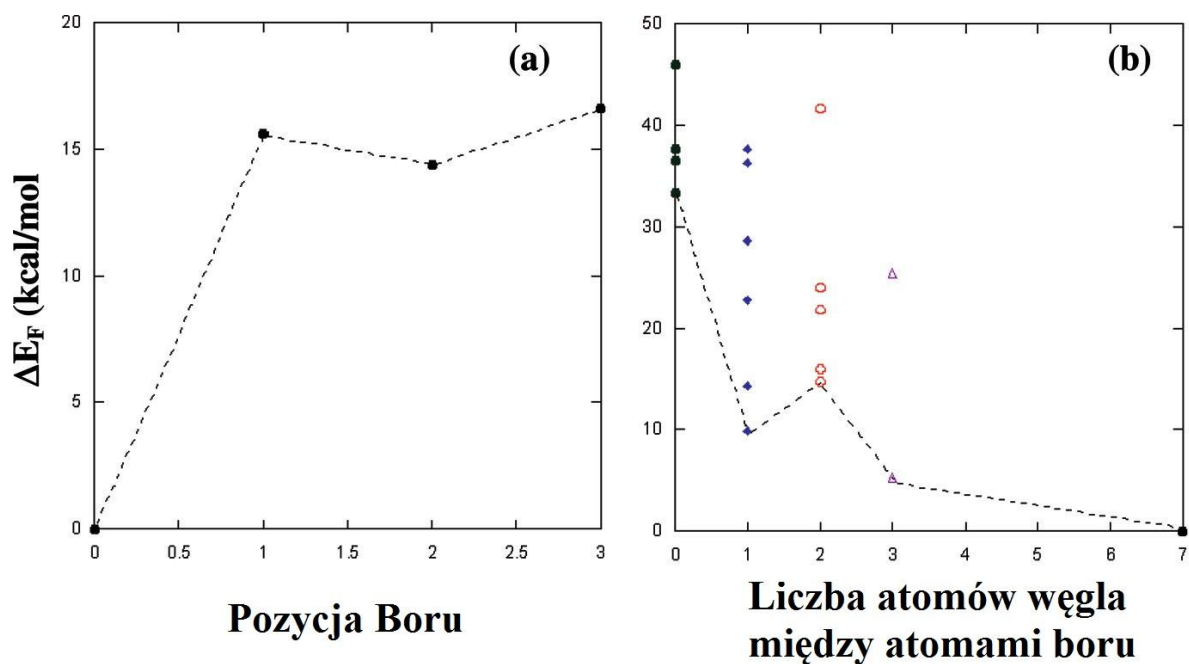 (a)
(b)
ΔE_F (kcal/mol)
20
15
10
5
0
0 0.5 1 1.5 2 2.5 3
Pozycja Boru
50
40
30
20
10
0
0 1 2 3 4 5 6 7
Liczba atomów węgla
między atomami boru